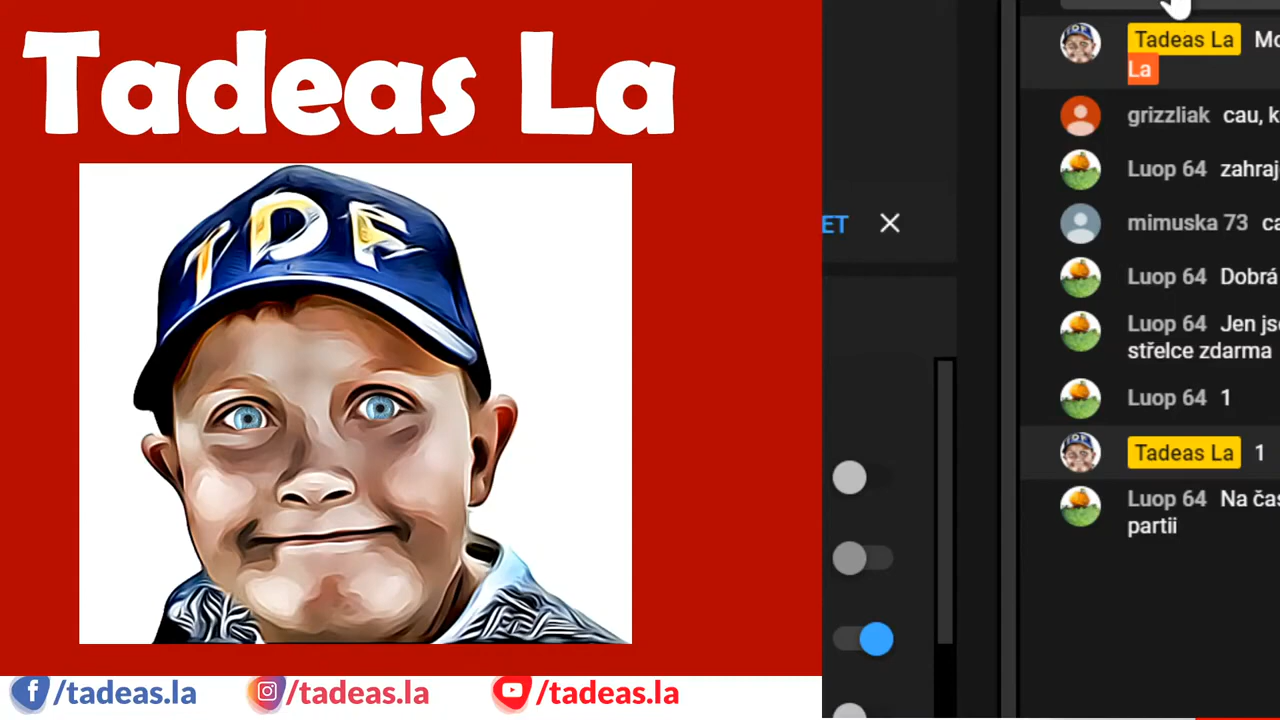 Tadeas La
TDF
/tadeas.la
/tadeas.la
/tadeas.la
ET
Tadeas La Mo
La
grizzliak cau, k
Luop 64 zahraj
mimuska 73 ca
Luop 64 Dobrá
Luop 64 Jen js
střelce zdarma
Luop 64 1
Tadeas La 1
Luop 64 Na čas
partii